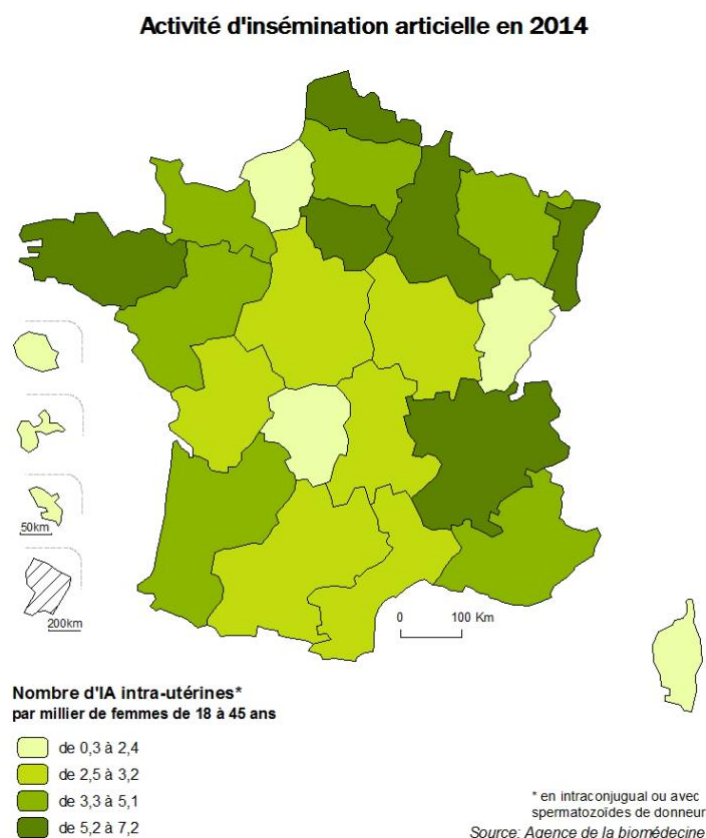 Activité d'insémination articielle en 2014
50km
200km
0 100 Km
Nombre d'IA intra-utérines*
par millier de femmes de 18 à 45 ans
de 0,3 à 2,4
de 2,5 à 3,2
de 3,3 à 5,1
de 5,2 à 7,2
* en intraconjugual ou avec
spermatozoïdes de donneur
Source: Agence de la biomédecine